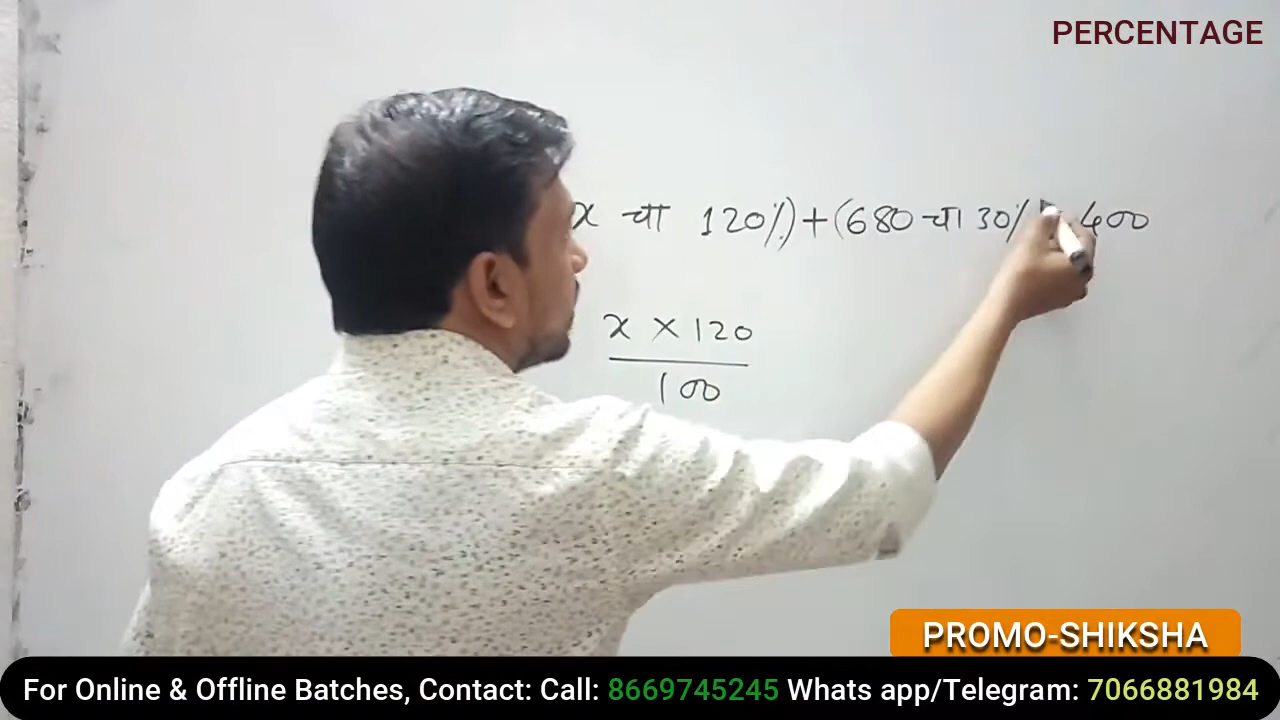 PERCENTAGE
x चा 120%) + (680 चा 30% 400
x × 120
100
PROMO-SHIKSHA
For Online & Offline Batches, Contact: Call: 8669745245 Whats app/Telegram: 7066881984